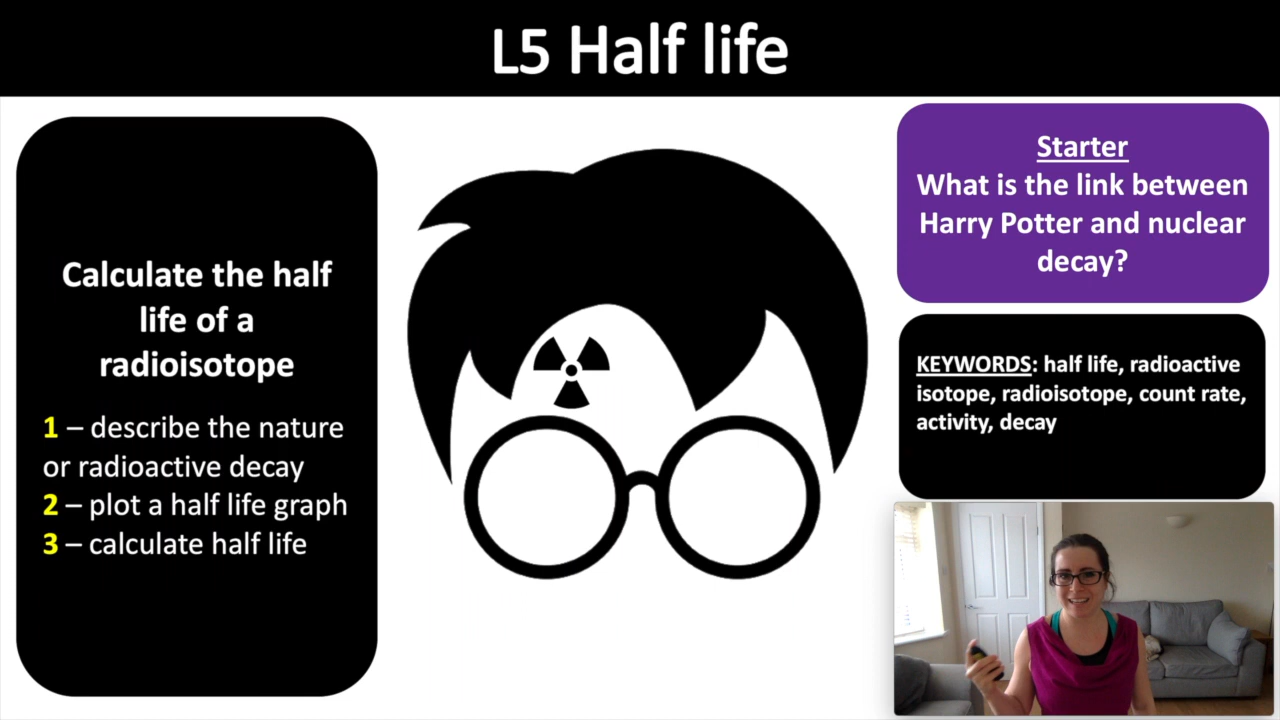 L5 Half life
Calculate the half
life of a
radioisotope
1 – describe the nature
or radioactive decay
2 – plot a half life graph
3 – calculate half life
Starter
What is the link between
Harry Potter and nuclear
decay?
KEYWORDS: half life, radioactive
isotope, radioisotope, count rate,
activity, decay